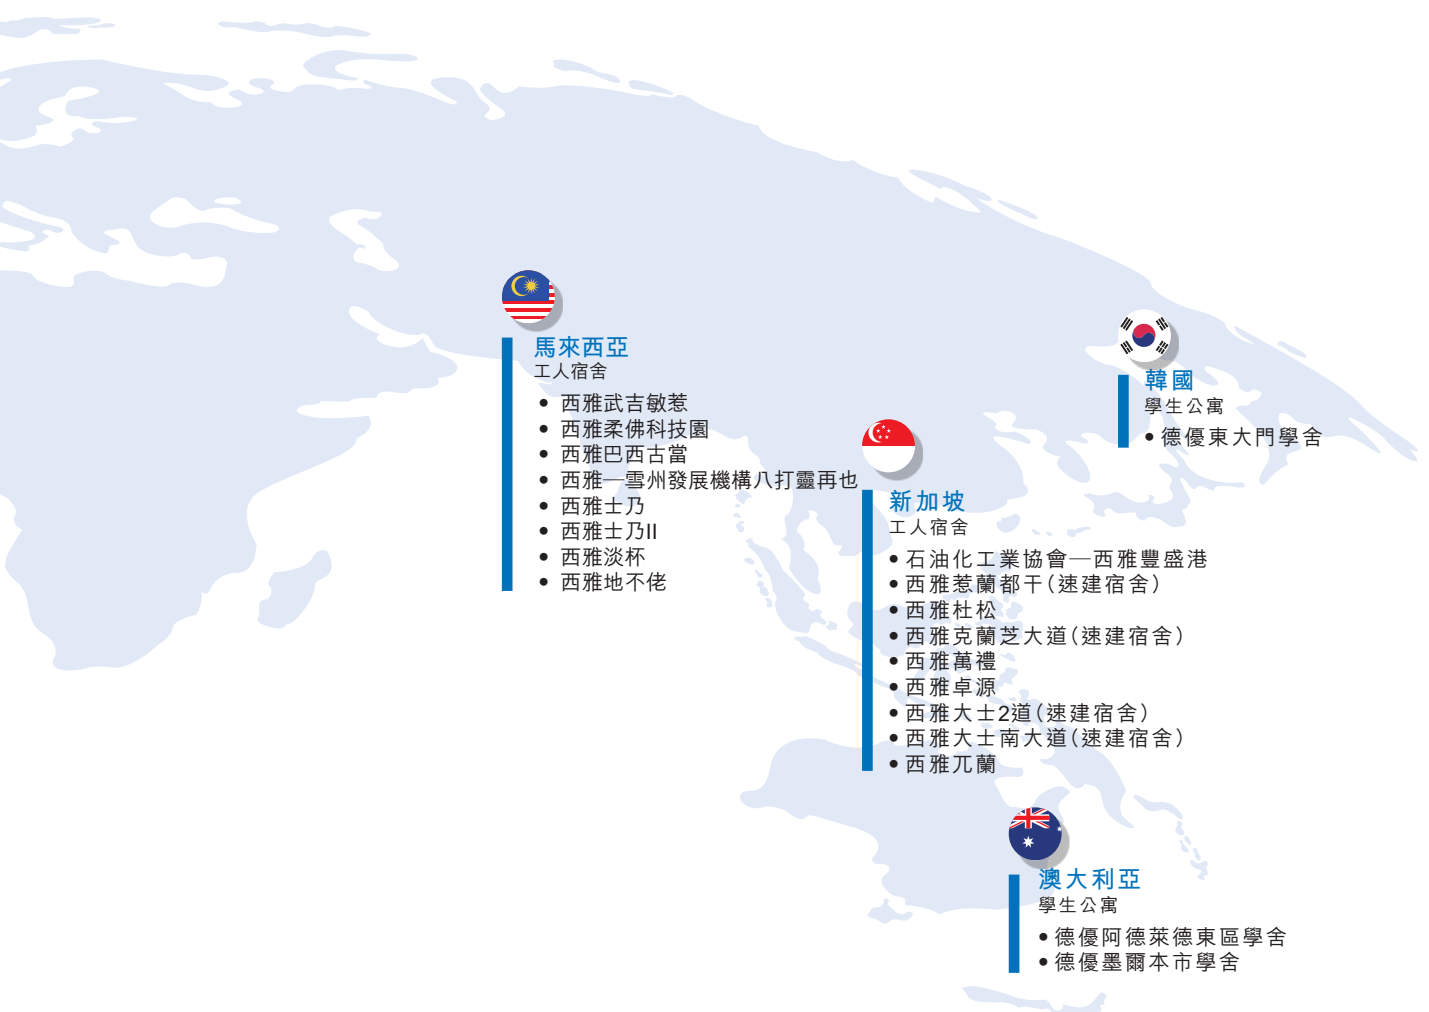 馬來西亞
工人宿舍
• 西雅武吉敏惹
• 西雅柔佛科技園
• 西雅巴西古當
• 西雅—雪州發展機構八打靈再也
• 西雅士乃
• 西雅士乃II
• 西雅淡杯
• 西雅地不佬
韓國
學生公寓
• 德優東大門學舍
新加坡
工人宿舍
• 石油化工業協會—西雅豐盛港
• 西雅惹蘭都干(速建宿舍)
• 西雅杜松
• 西雅克蘭芝大道(速建宿舍)
• 西雅萬禮
• 西雅卓源
• 西雅大士2道(速建宿舍)
• 西雅大士南大道(速建宿舍)
• 西雅兀蘭
澳大利亞
學生公寓
• 德優阿德萊德東區學舍
• 德優墨爾本市學舍